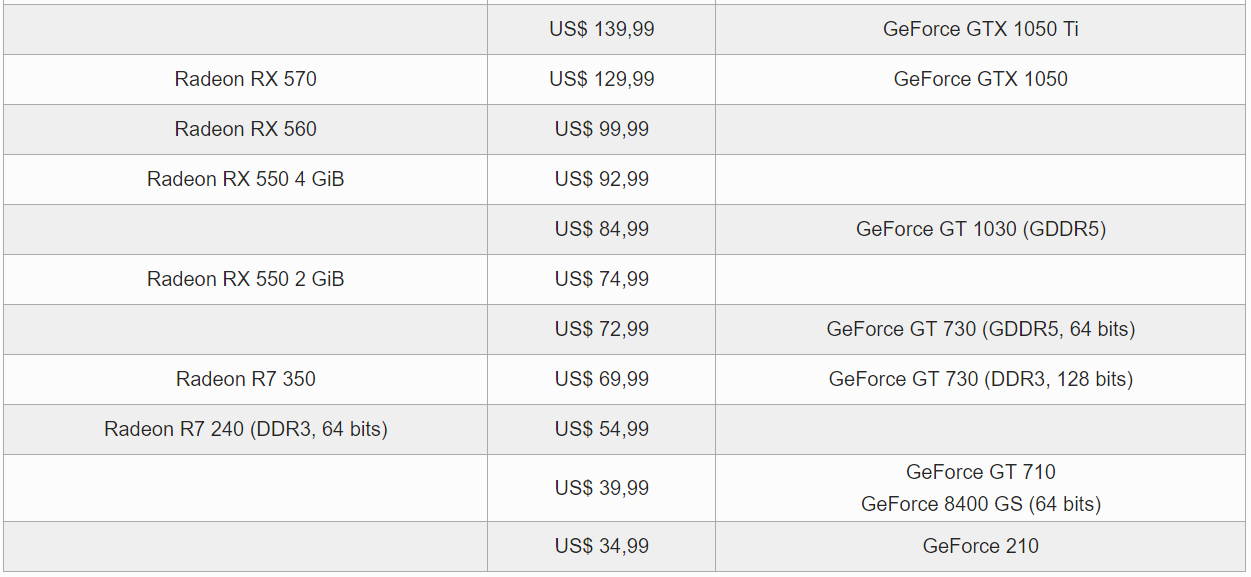 US$ 139,99 GeForce GTX 1050 Ti
Radeon RX 570 US$ 129,99 GeForce GTX 1050
Radeon RX 560 US$ 99,99
Radeon RX 550 4 GiB US$ 92,99
US$ 84,99 GeForce GT 1030 (GDDR5)
Radeon RX 550 2 GiB US$ 74,99
US$ 72,99 GeForce GT 730 (GDDR5, 64 bits)
Radeon R7 350 US$ 69,99 GeForce GT 730 (DDR3, 128 bits)
Radeon R7 240 (DDR3, 64 bits) US$ 54,99
US$ 39,99 GeForce GT 710
GeForce 8400 GS (64 bits)
US$ 34,99 GeForce 210